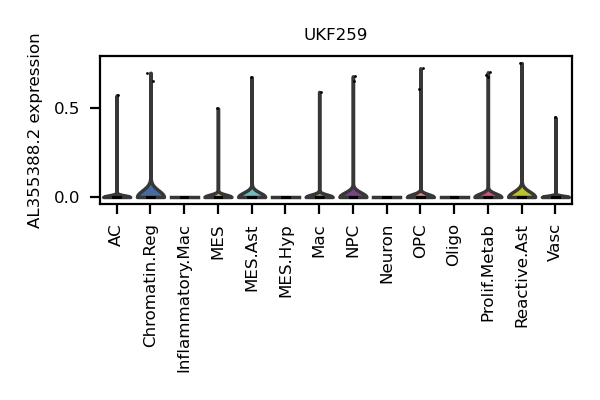 UKF259
AL355388.2 expression
0.5
0.0
AC
Chromatin.Reg
Inflammatory.Mac
MES
MES.Ast
MES.Hyp
Mac
NPC
Neuron
OPC
Oligo
Prolif.Metab
Reactive.Ast
Vasc